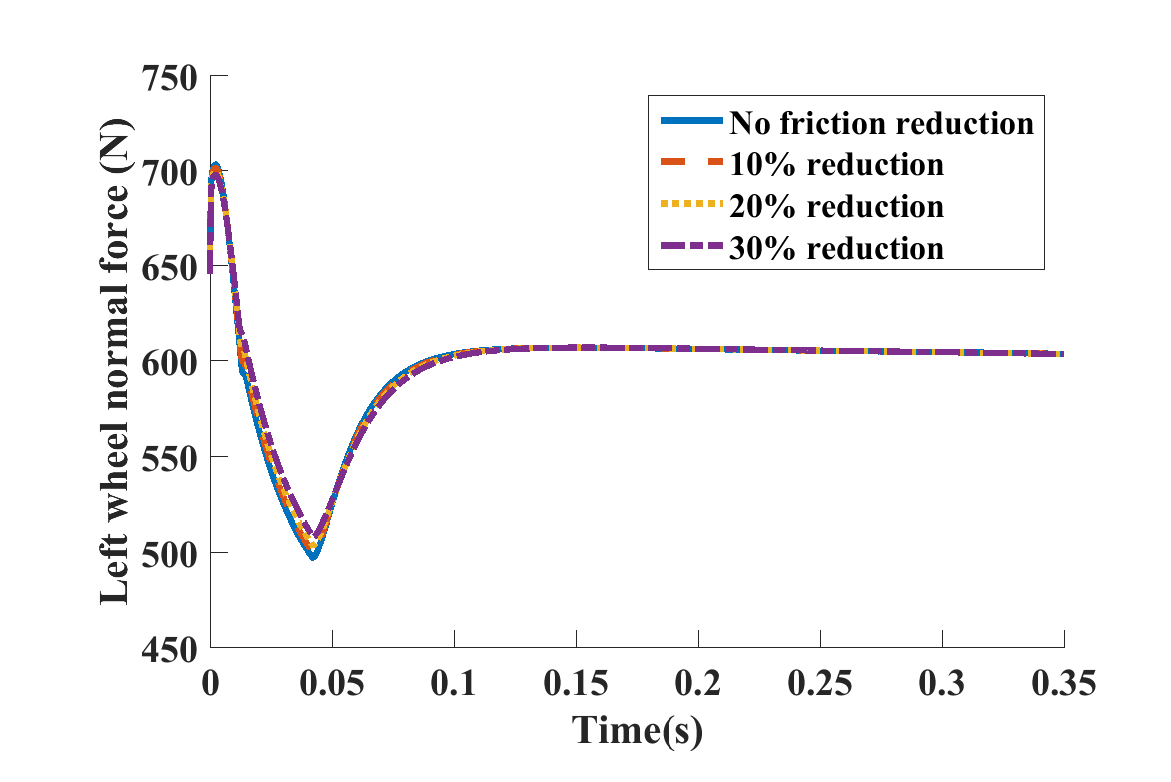 750
700
650
600
550
500
450
Left wheel normal force (N)
No friction reduction
10% reduction
20% reduction
30% reduction
0 0.05 0.1 0.15 0.2 0.25 0.3 0.35
Time(s)